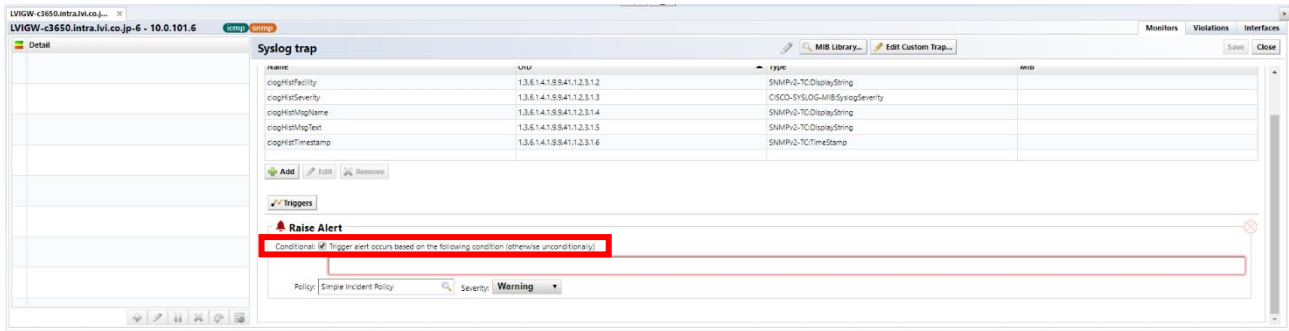 LVIGW-c3650.intra.lvi.co.j...
LVIGW-c3650.intra.lvi.co.jp-6 - 10.0.101.6 icmp snmp Monitors Violations Interfaces
Detail
Syslog trap MIB Library... Edit Custom Trap... Save Close
Name OID Type MIB
clogHistFacility 1.3.6.1.4.1.9.9.41.1.2.3.1.2 SNMPv2-TC:DisplayString
clogHistSeverity 1.3.6.1.4.1.9.9.41.1.2.3.1.3 CISCO-SYSLOG-MIB:SyslogSeverity
clogHistMsgName 1.3.6.1.4.1.9.9.41.1.2.3.1.4 SNMPv2-TC:DisplayString
clogHistMsgText 1.3.6.1.4.1.9.9.41.1.2.3.1.5 SNMPv2-TC:DisplayString
clogHistTimestamp 1.3.6.1.4.1.9.9.41.1.2.3.1.6 SNMPv2-TC:TimeStamp
Add Edit Remove
Triggers
Raise Alert
Conditional: Trigger alert occurs based on the following condition (otherwise unconditionally)
Policy: Simple Incident Policy Severity: Warning